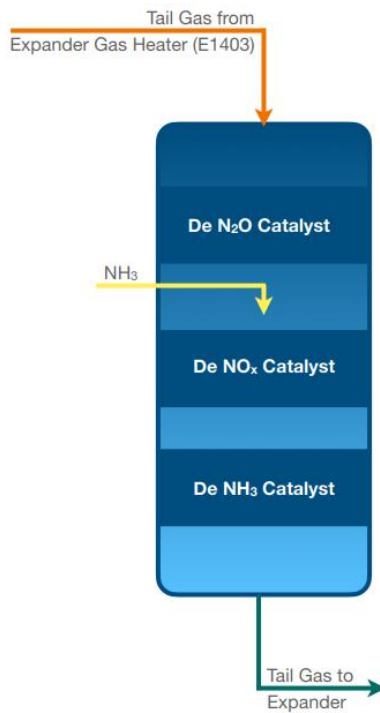 Tail Gas from
Expander Gas Heater (E1403)
De N₂O Catalyst
NH₃
De NOₓ Catalyst
De NH₃ Catalyst
Tail Gas to
Expander